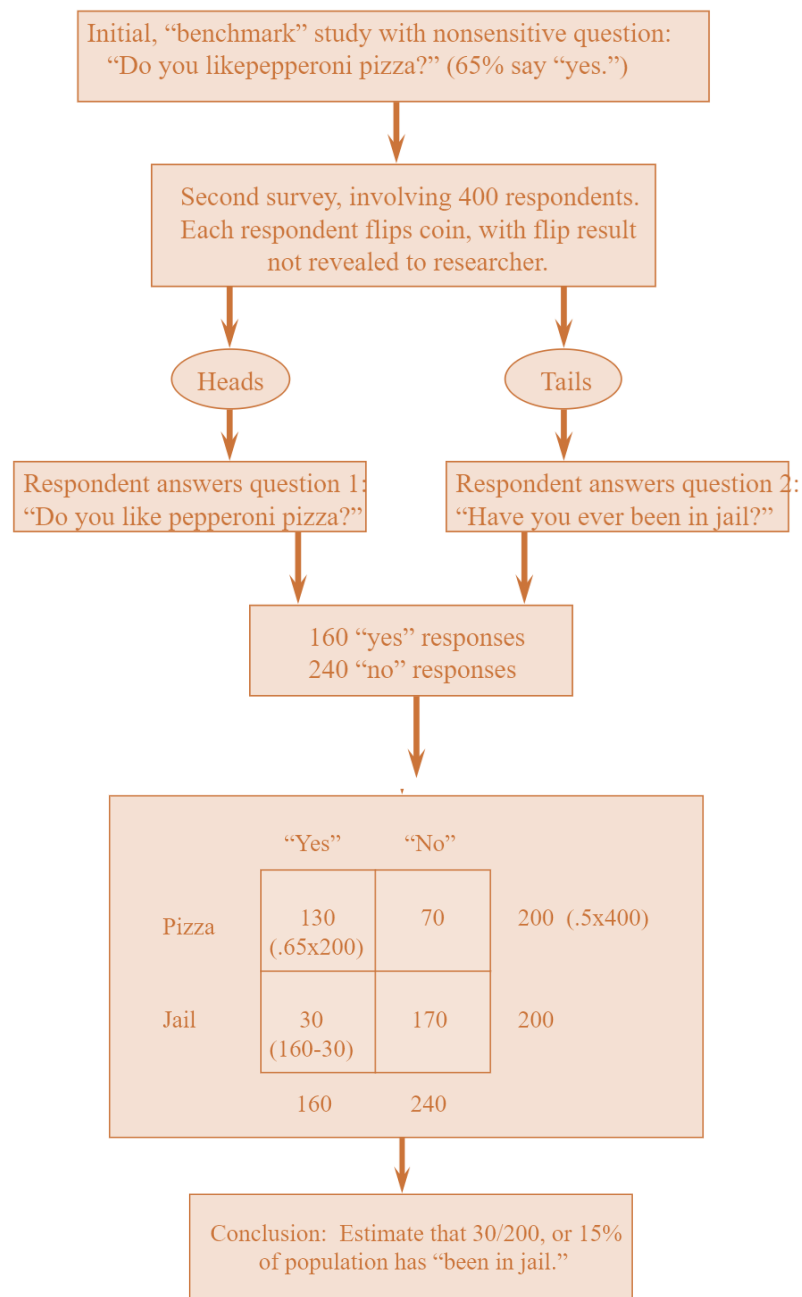 Initial, “benchmark” study with nonsensitive question:
“Do you likepepperoni pizza?” (65% say “yes.”)
Second survey, involving 400 respondents.
Each respondent flips coin, with flip result
not revealed to researcher.
Heads
Tails
Respondent answers question 1:
“Do you like pepperoni pizza?”
Respondent answers question 2:
“Have you ever been in jail?”
160 “yes” responses
240 “no” responses
“Yes” “No”
Pizza 130 70 200 (.5x400)
(.65x200)
Jail 30 170 200
(160-30)
160 240
Conclusion: Estimate that 30/200, or 15%
of population has “been in jail.”